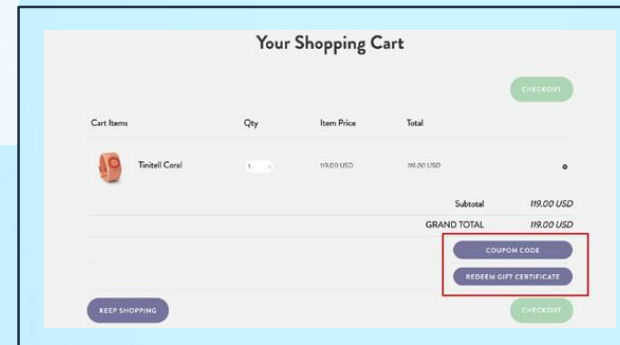 Your Shopping Cart
CHECKOUT
Cart Items Qty Item Price Total
Tinitell Coral 1 119.00 USD 119.00 USD
Subtotal 119.00 USD
GRAND TOTAL 119.00 USD
COUPON CODE
REDEEM GIFT CERTIFICATE
KEEP SHOPPING CHECKOUT